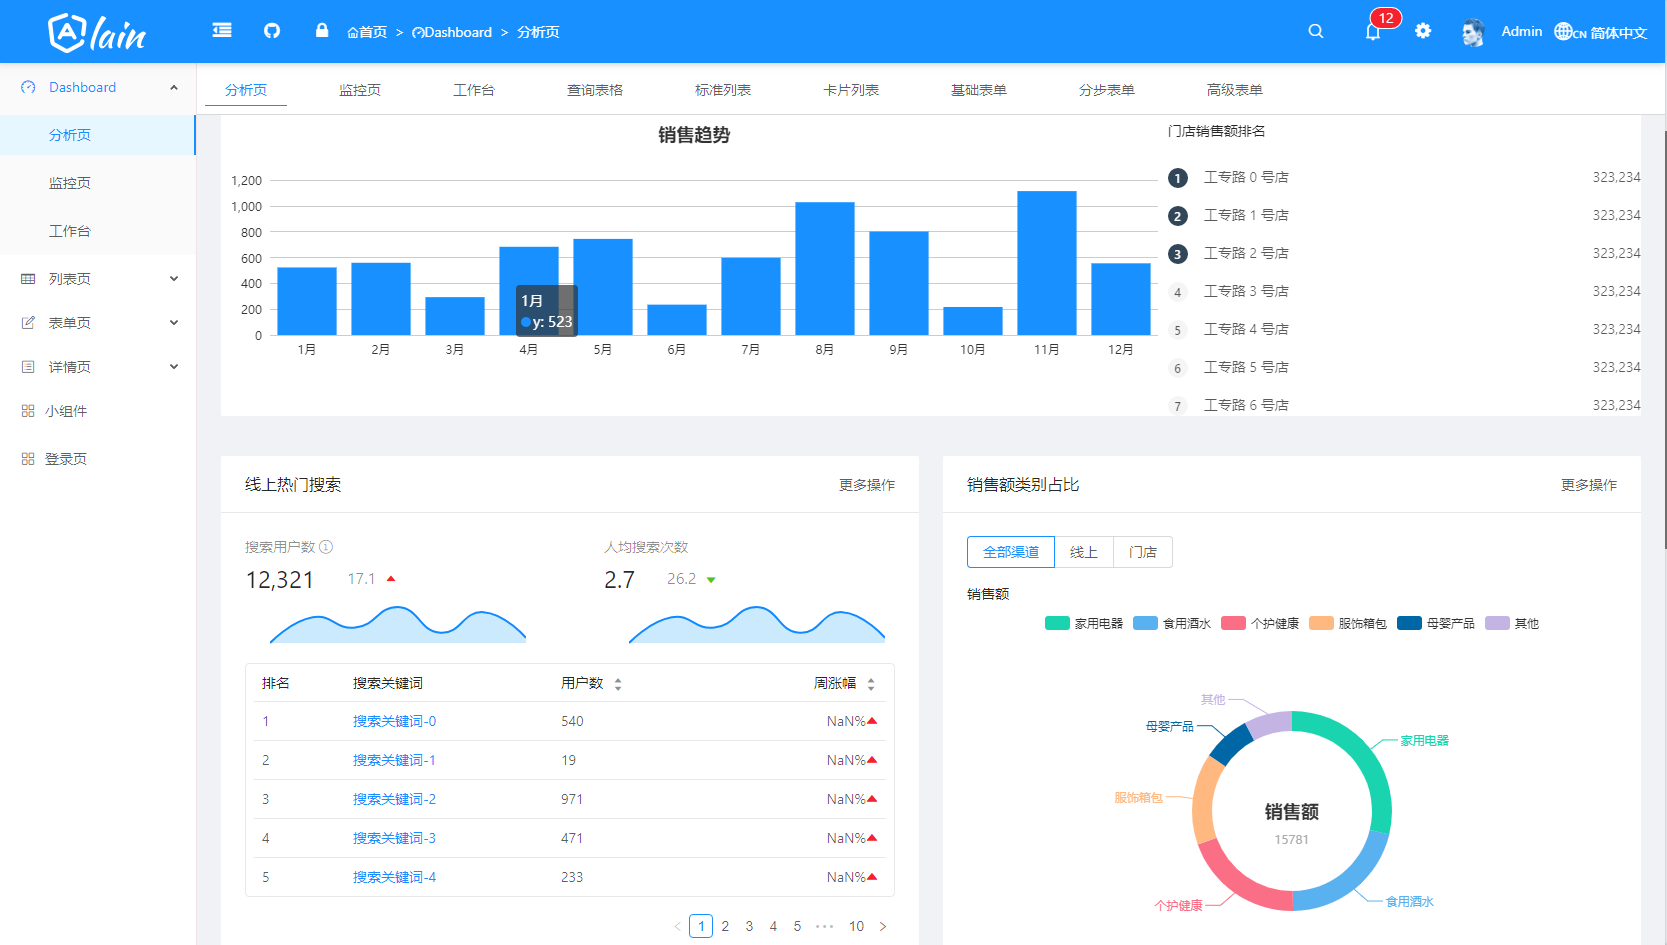 Alain
首页 > Dashboard > 分析页
12
Admin
CN 简体中文
Dashboard
分析页
监控页
工作台
列表页
表单页
详情页
小组件
登录页
分析页 监控页 工作台 查询表格 标准列表 卡片列表 基础表单 分步表单 高级表单
销售趋势
1,200
1,000
800
600
400
200
0
1月 2月 3月 4月 5月 6月 7月 8月 9月 10月 11月 12月
1月
y: 523
门店销售额排名
1 工专路 0 号店 323,234
2 工专路 1 号店 323,234
3 工专路 2 号店 323,234
4 工专路 3 号店 323,234
5 工专路 4 号店 323,234
6 工专路 5 号店 323,234
7 工专路 6 号店 323,234
线上热门搜索 更多操作
搜索用户数
12,321 17.1
人均搜索次数
2.7 26.2
排名 搜索关键词 用户数 周涨幅
1 搜索关键词-0 540 NaN%
2 搜索关键词-1 19 NaN%
3 搜索关键词-2 971 NaN%
4 搜索关键词-3 471 NaN%
5 搜索关键词-4 233 NaN%
< 1 2 3 4 5 ••• 10 >
销售额类别占比 更多操作
全部渠道 线上 门店
销售额
家用电器 食用酒水 个护健康 服饰箱包 母婴产品 其他
其他
母婴产品
家用电器
服饰箱包
销售额
15781
个护健康
食用酒水